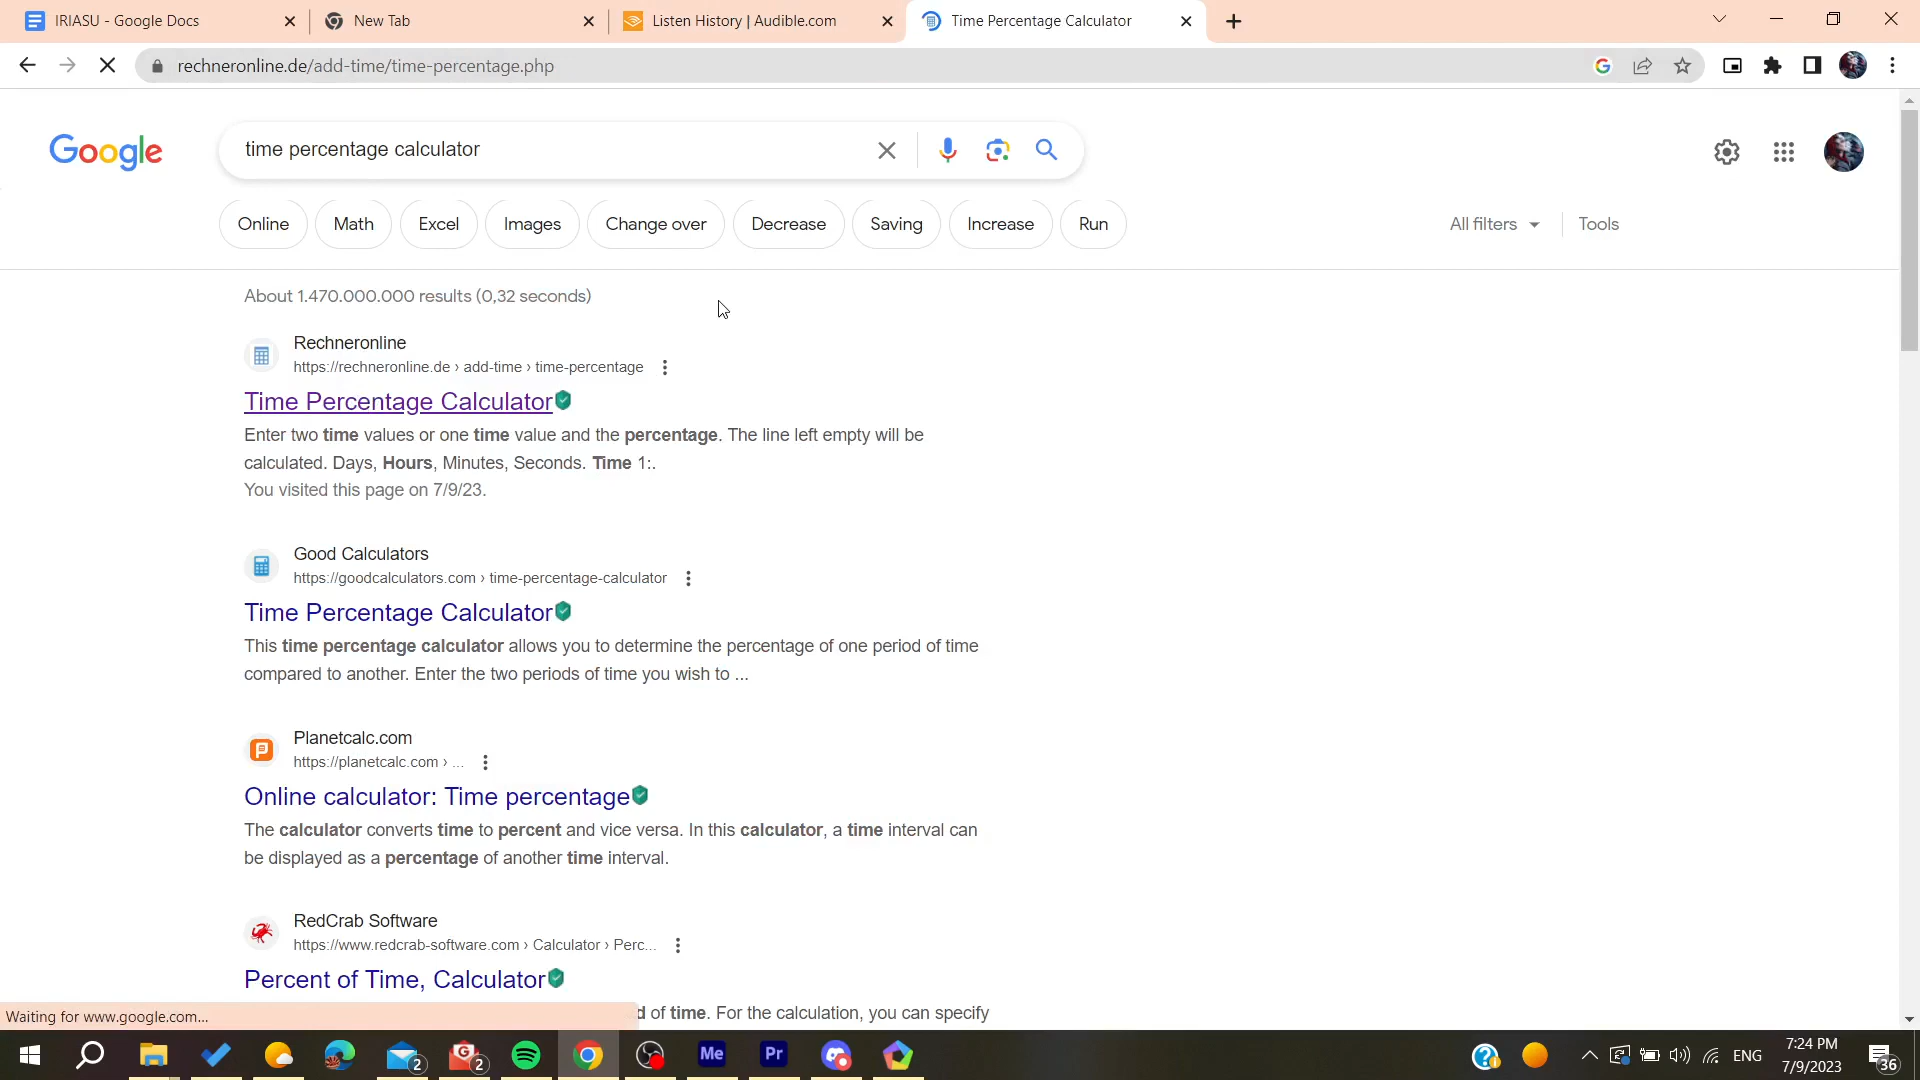 IRIASU - Google Docs
New Tab
Listen History | Audible.com
Time Percentage Calculator
rechneronline.de/add-time/time-percentage.php
Google
time percentage calculator
Online
Math
Excel
Images
Change over
Decrease
Saving
Increase
Run
All filters
Tools
About 1.470.000.000 results (0,32 seconds)
Rechneronline
https://rechneronline.de › add-time › time-percentage
Time Percentage Calculator
Enter two time values or one time value and the percentage. The line left empty will be
calculated. Days, Hours, Minutes, Seconds. Time 1:.
You visited this page on 7/9/23.
Good Calculators
https://goodcalculators.com › time-percentage-calculator
Time Percentage Calculator
This time percentage calculator allows you to determine the percentage of one period of time
compared to another. Enter the two periods of time you wish to ...
Planetcalc.com
https://planetcalc.com › ...
Online calculator: Time percentage
The calculator converts time to percent and vice versa. In this calculator, a time interval can
be displayed as a percentage of another time interval.
RedCrab Software
https://www.redcrab-software.com › Calculator › Perc...
Percent of Time, Calculator
d of time. For the calculation, you can specify
Waiting for www.google.com...
2
2
Me
Pr
ENG
7:24 PM
7/9/2023
36